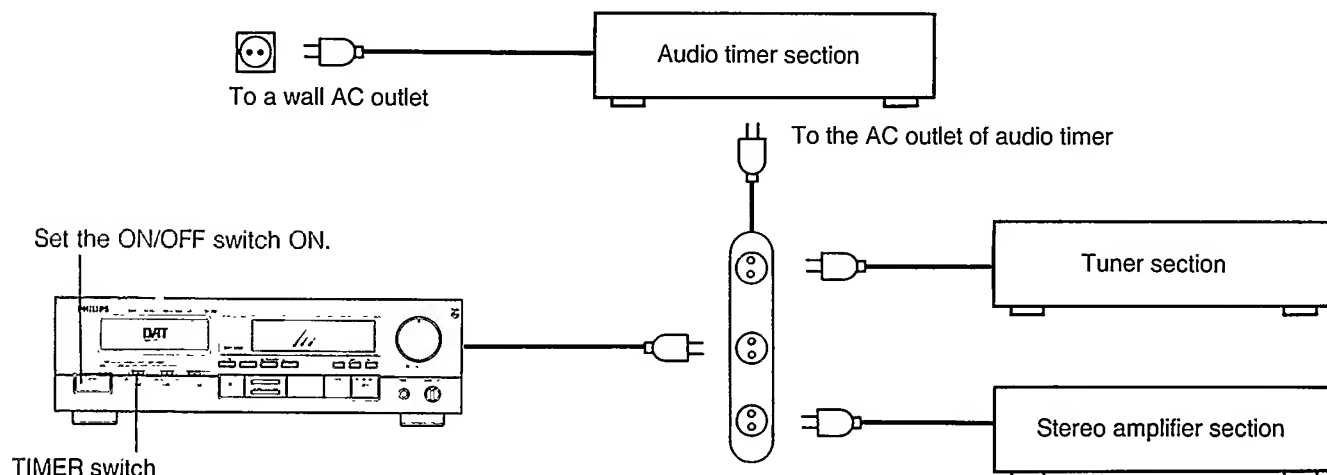 Audio timer section
To a wall AC outlet
To the AC outlet of audio timer
Set the ON/OFF switch ON.
Tuner section
PHILIPS
DAT
Stereo amplifier section
TIMER switch